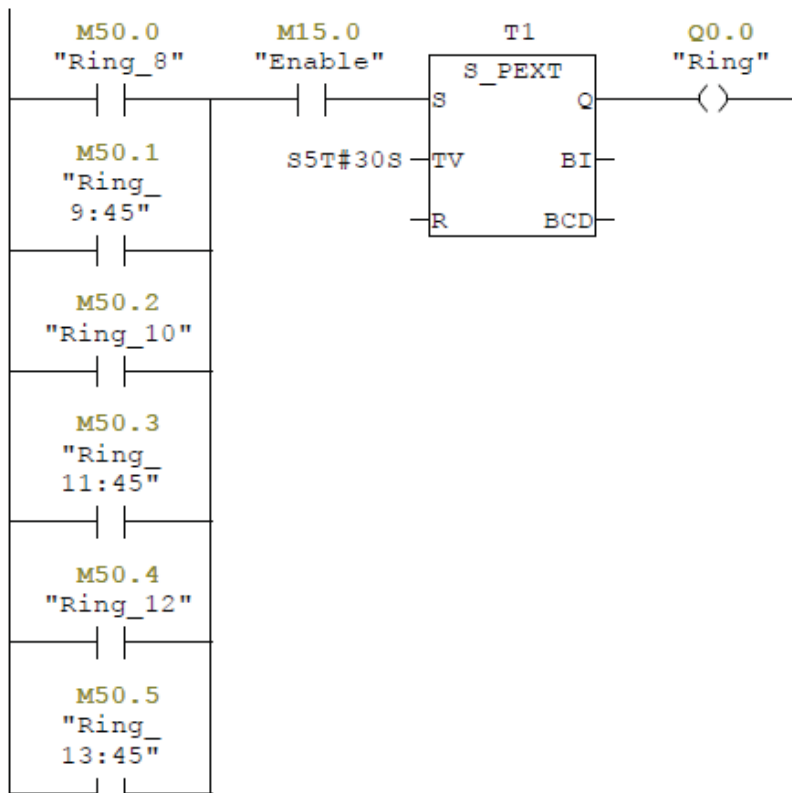 M50.0 M15.0 T1 Q0.0
"Ring_8" "Enable" S_PEXT "Ring"
S Q
M50.1
"Ring_
9:45"
S5T#30S TV BI
R BCD
M50.2
"Ring_10"
M50.3
"Ring_
11:45"
M50.4
"Ring_12"
M50.5
"Ring_
13:45"